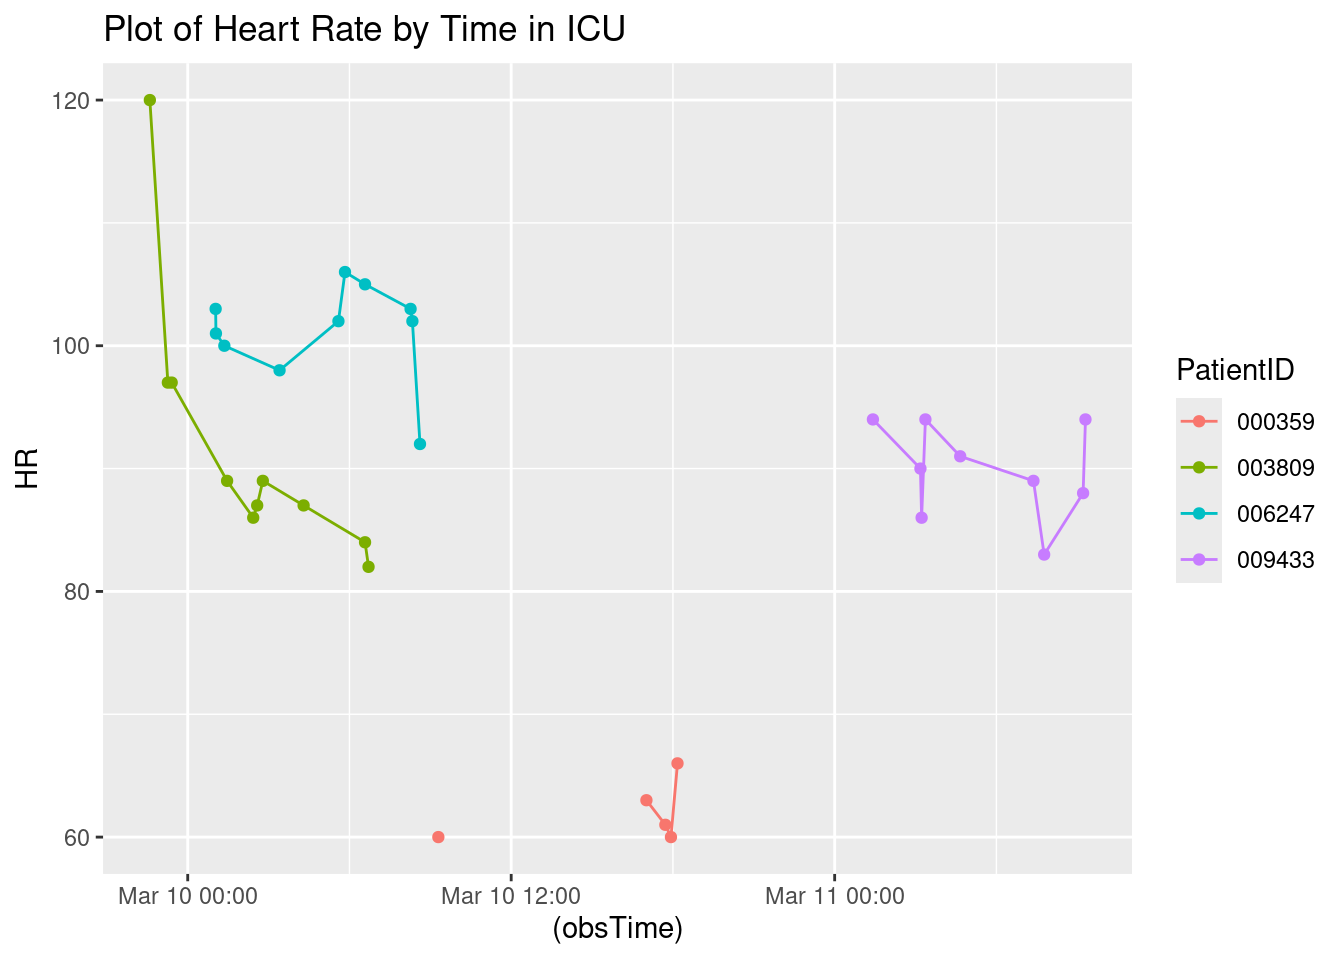 Plot of Heart Rate by Time in ICU
120
100
80
60
HR
Mar 10 00:00
Mar 10 12:00
Mar 11 00:00
(obsTime)
PatientID
000359
003809
006247
009433